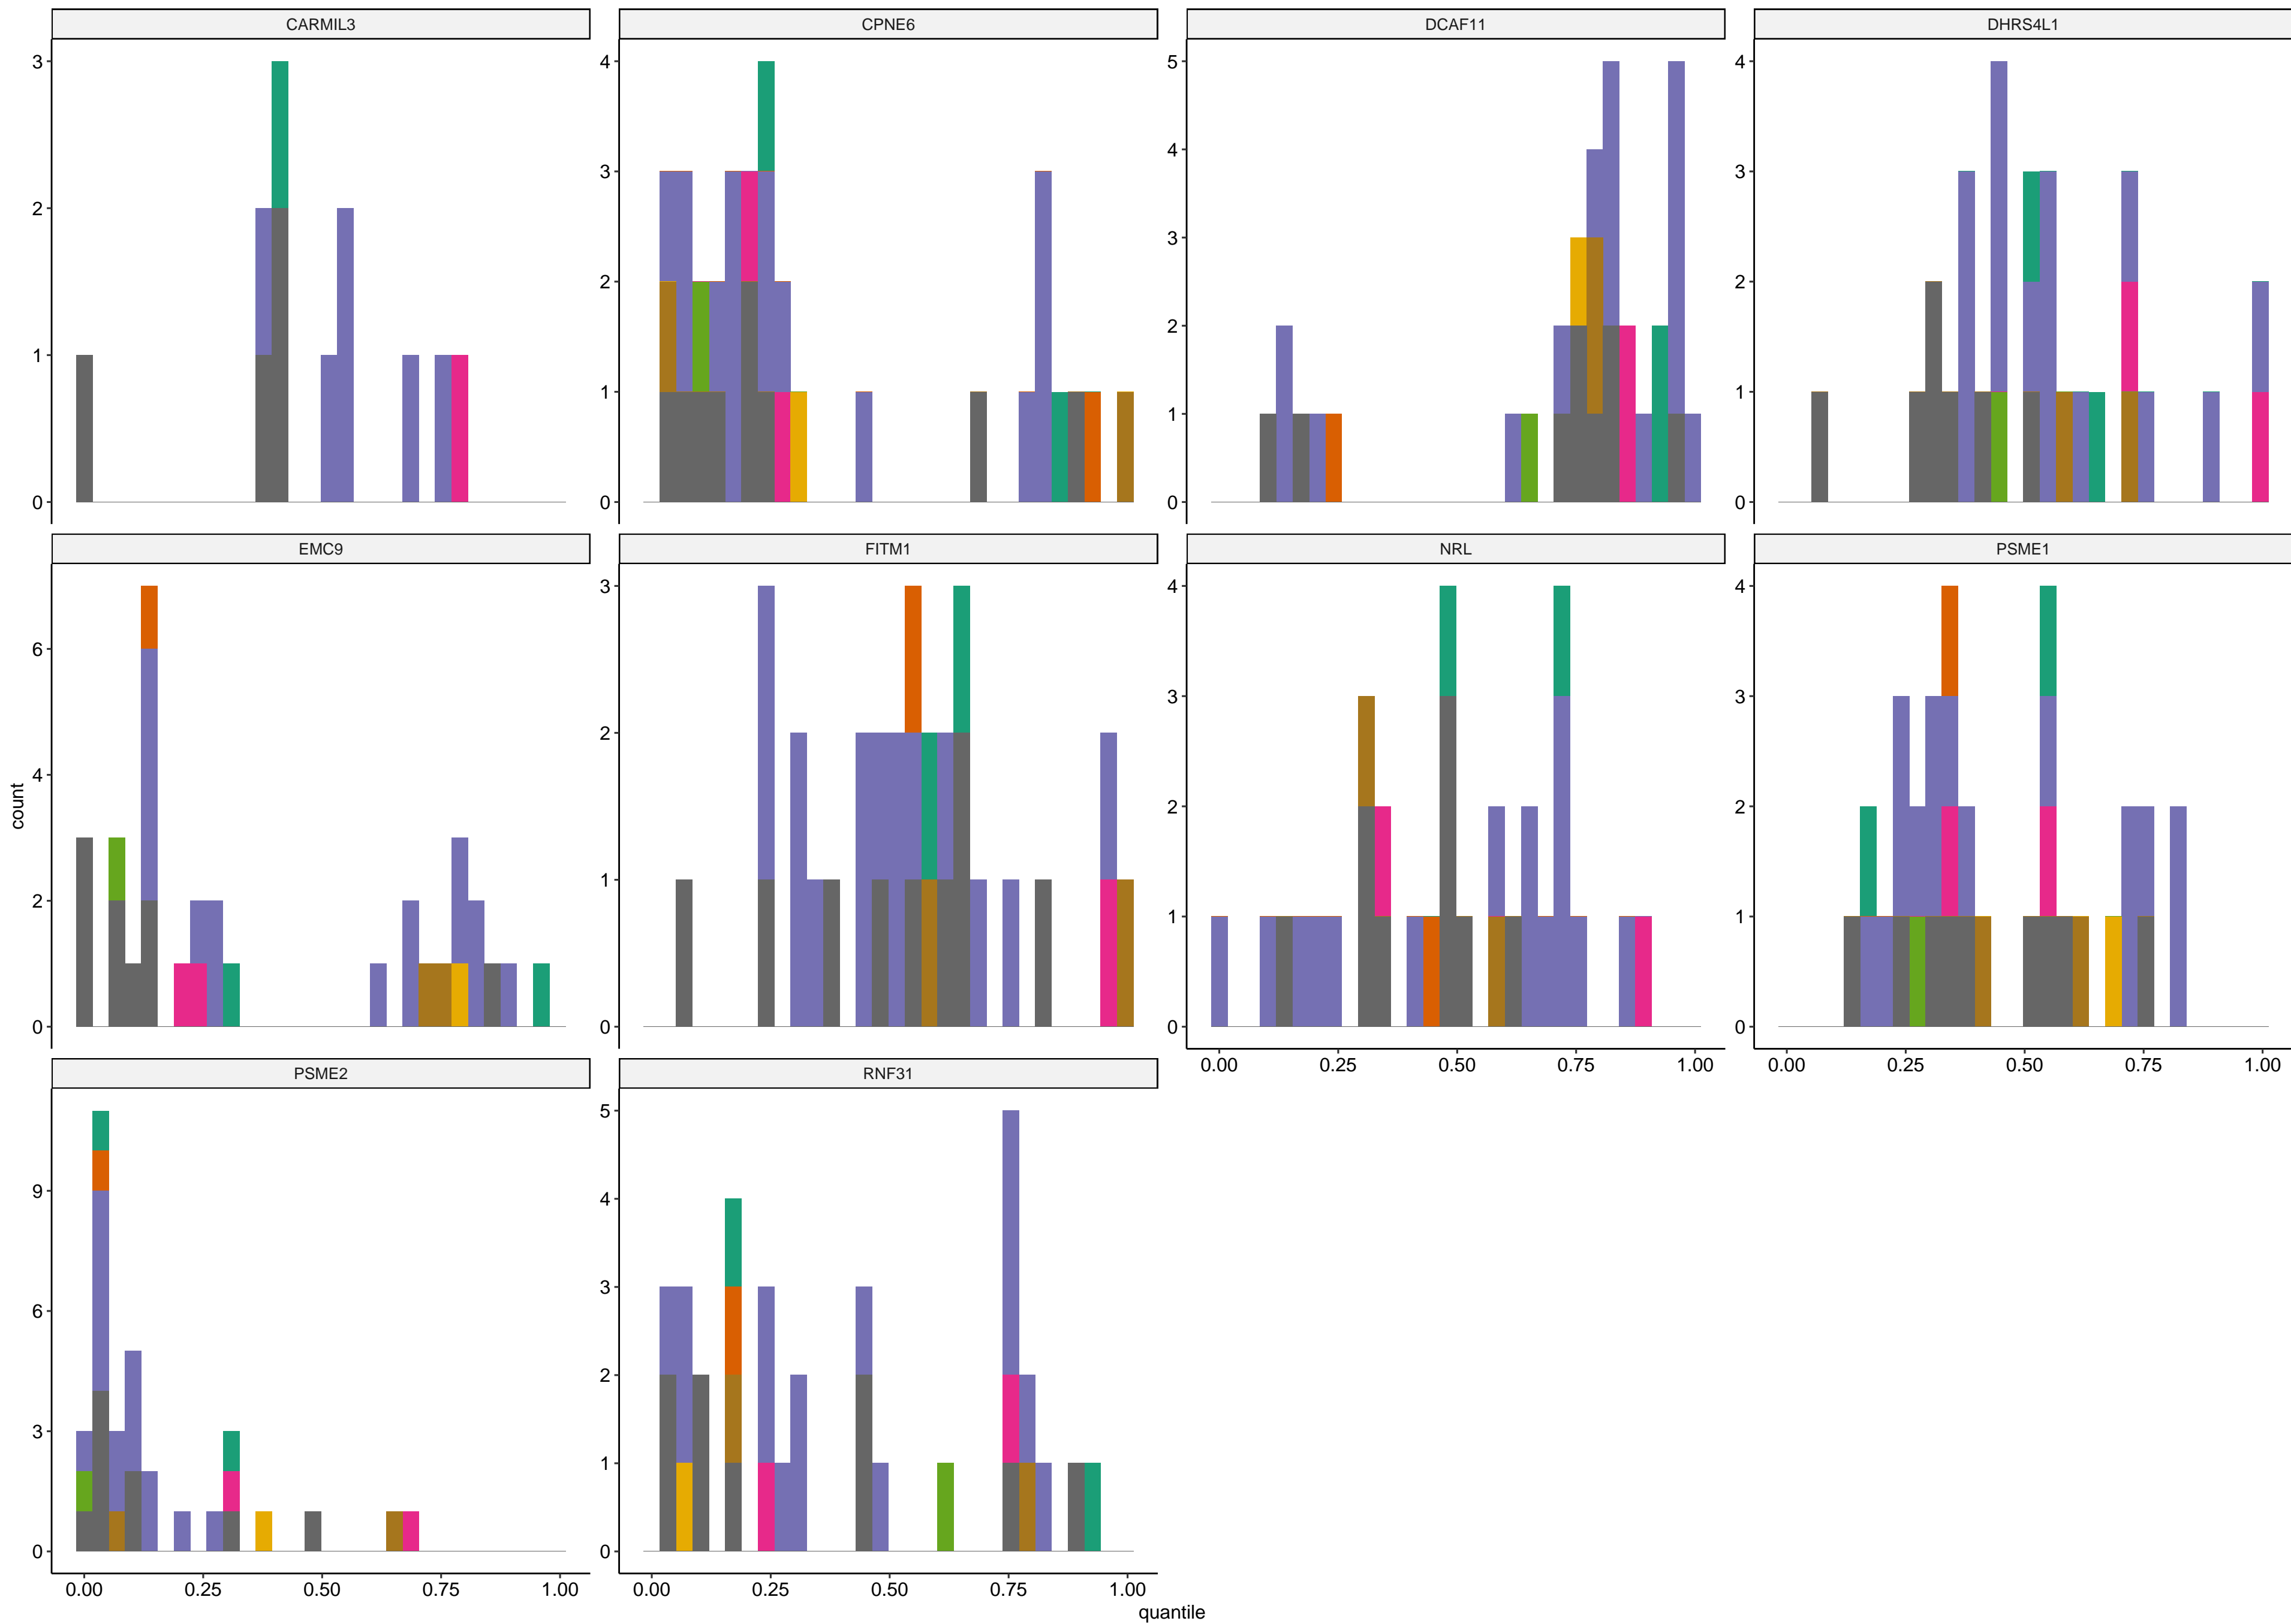 CARMIL3 CPNE6 DCAF11 DHRS4L1
3 2 1 0
4 3 2 1 0
5 4 3 2 1 0
4 3 2 1 0
EMC9 FITM1 NRL PSME1
count
6 4 2 0
3 2 1 0
4 3 2 1 0
4 3 2 1 0
0.00 0.25 0.50 0.75 1.00
0.00 0.25 0.50 0.75 1.00
PSME2 RNF31
9 6 3 0
5 4 3 2 1 0
0.00 0.25 0.50 0.75 1.00
0.00 0.25 0.50 0.75 1.00
quantile